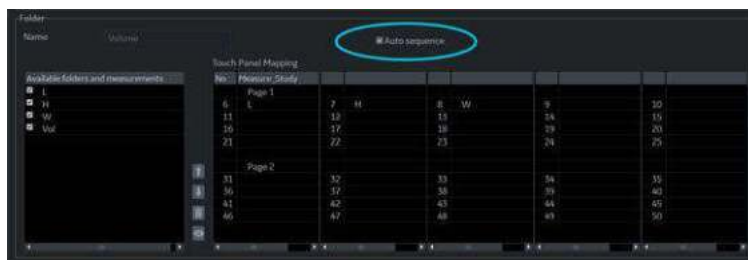 Folder
Name Volume Auto sequence
Touch Panel Mapping
Available folders and measurements No Measure_Study
Page 1
L 6 L 7 H 8 W 9 10
H 11 12 13 14 15
W 16 17 18 19 20
Vol 21 22 23 24 25
Page 2
31 32 33 34 35
36 37 38 39 40
41 42 43 44 45
46 47 48 49 50